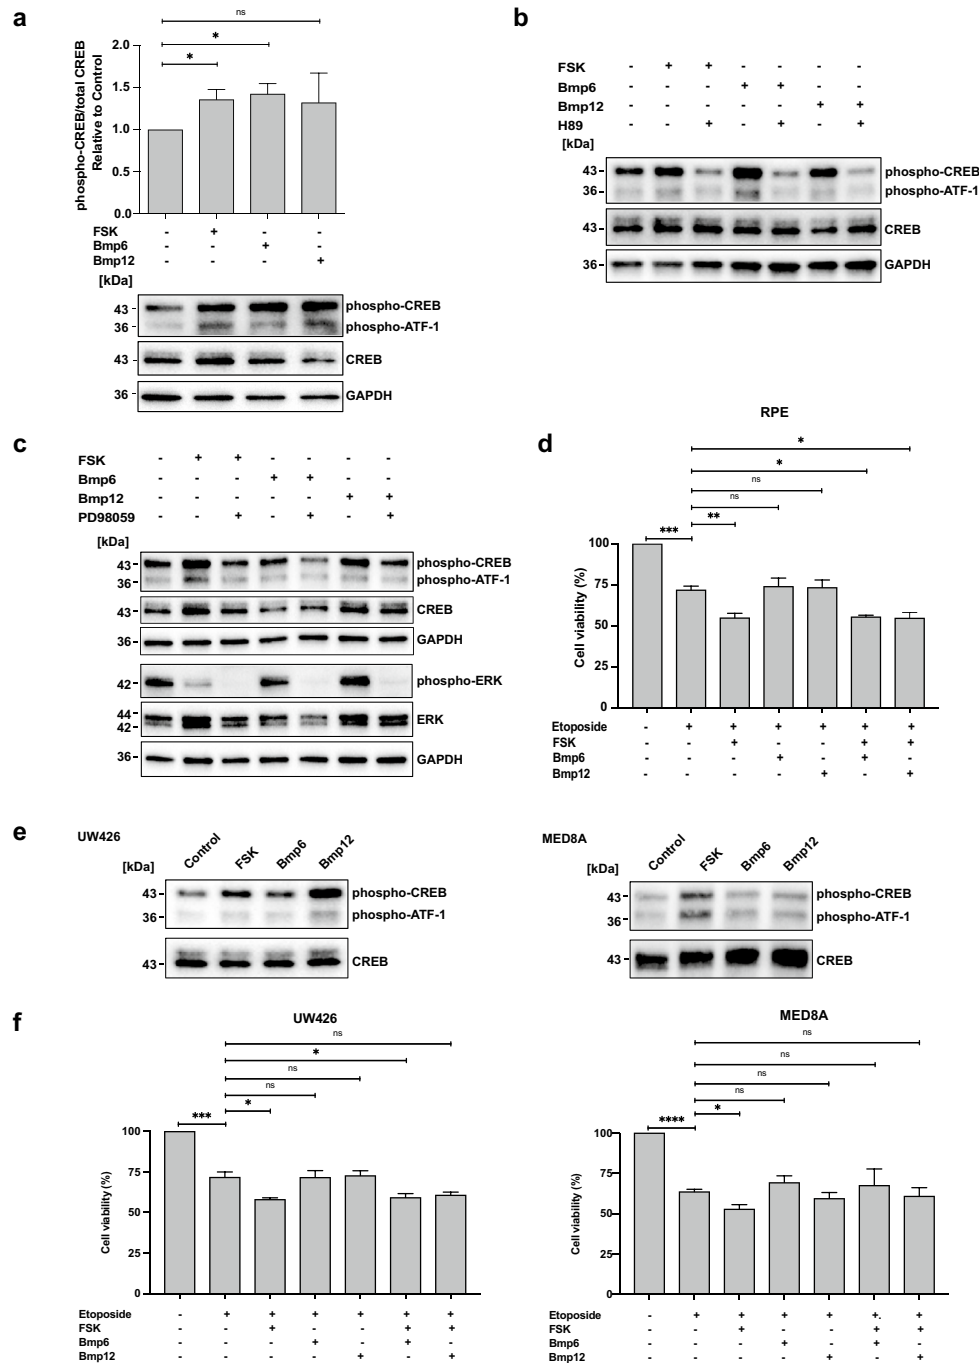 a
ns
*
*
phospho-CREB/total CREB
Relative to Control
2.0
1.5
1.0
0.5
0.0
FSK - + - -
Bmp6 - - + -
Bmp12 - - - +
[kDa]
43 phospho-CREB
36 phospho-ATF-1
43 CREB
36 GAPDH
b
FSK - + + - - - -
Bmp6 - - - + + - -
Bmp12 - - - - - + +
H89 - - + - + - +
[kDa]
43 phospho-CREB
36 phospho-ATF-1
43 CREB
36 GAPDH
c
FSK - + + - - - -
Bmp6 - - - + + - -
Bmp12 - - - - - + +
PD98059 - - + - + - +
[kDa]
43 phospho-CREB
36 phospho-ATF-1
43 CREB
36 GAPDH
42 phospho-ERK
44
42 ERK
36 GAPDH
d
RPE
*
*
ns
ns
**
***
Cell viability (%)
100
75
50
25
0
Etoposide - + + + + + +
FSK - - + - - + +
Bmp6 - - - + - + -
Bmp12 - - - - + - +
e
UW426
Control FSK Bmp6 Bmp12
[kDa]
43 phospho-CREB
36 phospho-ATF-1
43 CREB
MED8A
Control FSK Bmp6 Bmp12
[kDa]
43 phospho-CREB
36 phospho-ATF-1
43 CREB
f
UW426
ns
*
ns
ns
*
***
Cell viability (%)
100
75
50
25
0
Etoposide - + + + + + +
FSK - - + - - + +
Bmp6 - - - + - + -
Bmp12 - - - - + - +
MED8A
ns
ns
ns
ns
*
****
Cell viability (%)
100
75
50
25
0
Etoposide - + + + + +. +
FSK - - + - - + +
Bmp6 - - - + - + -
Bmp12 - - - - + - +